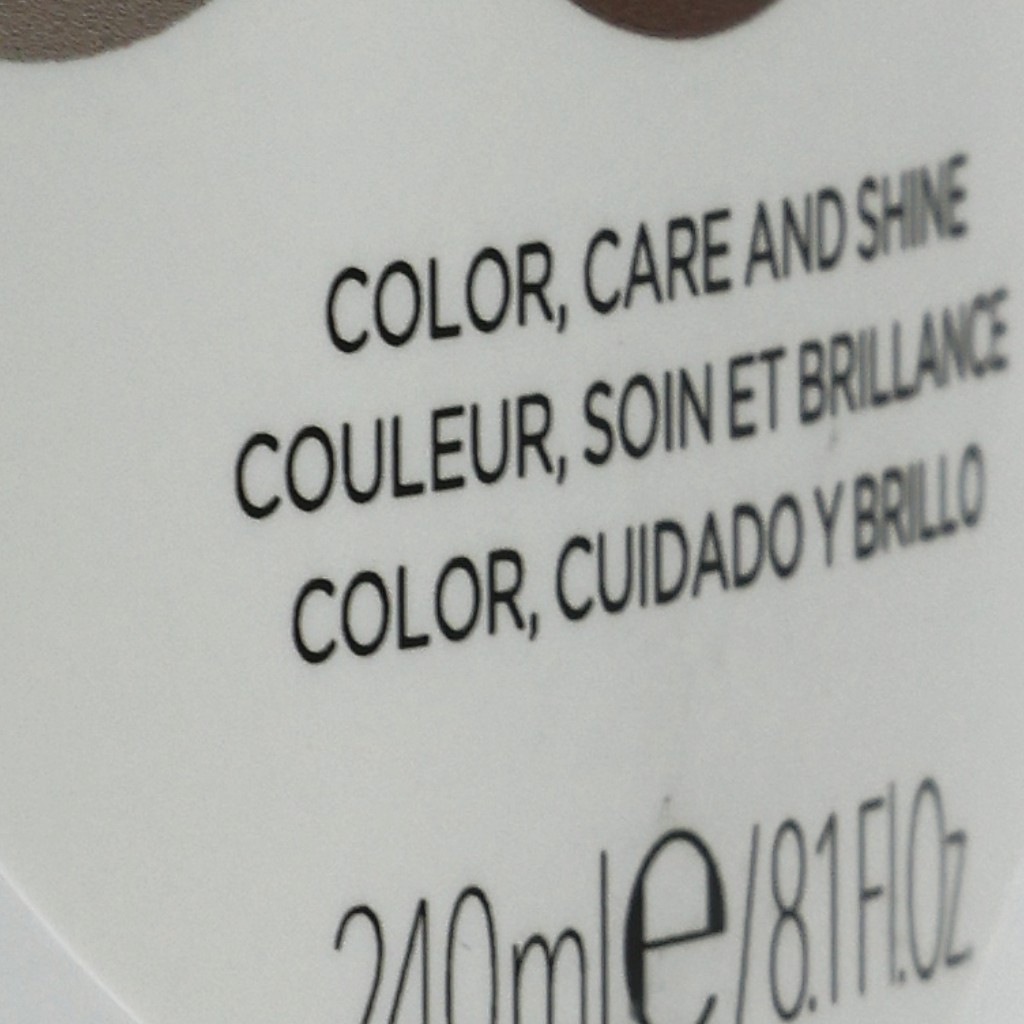 COLOR, CARE AND SHINE
COULEUR, SOIN ET BRILLANCE
COLOR, CUIDADO Y BRILLO
240ml ℮ / 8.1 Fl.Oz